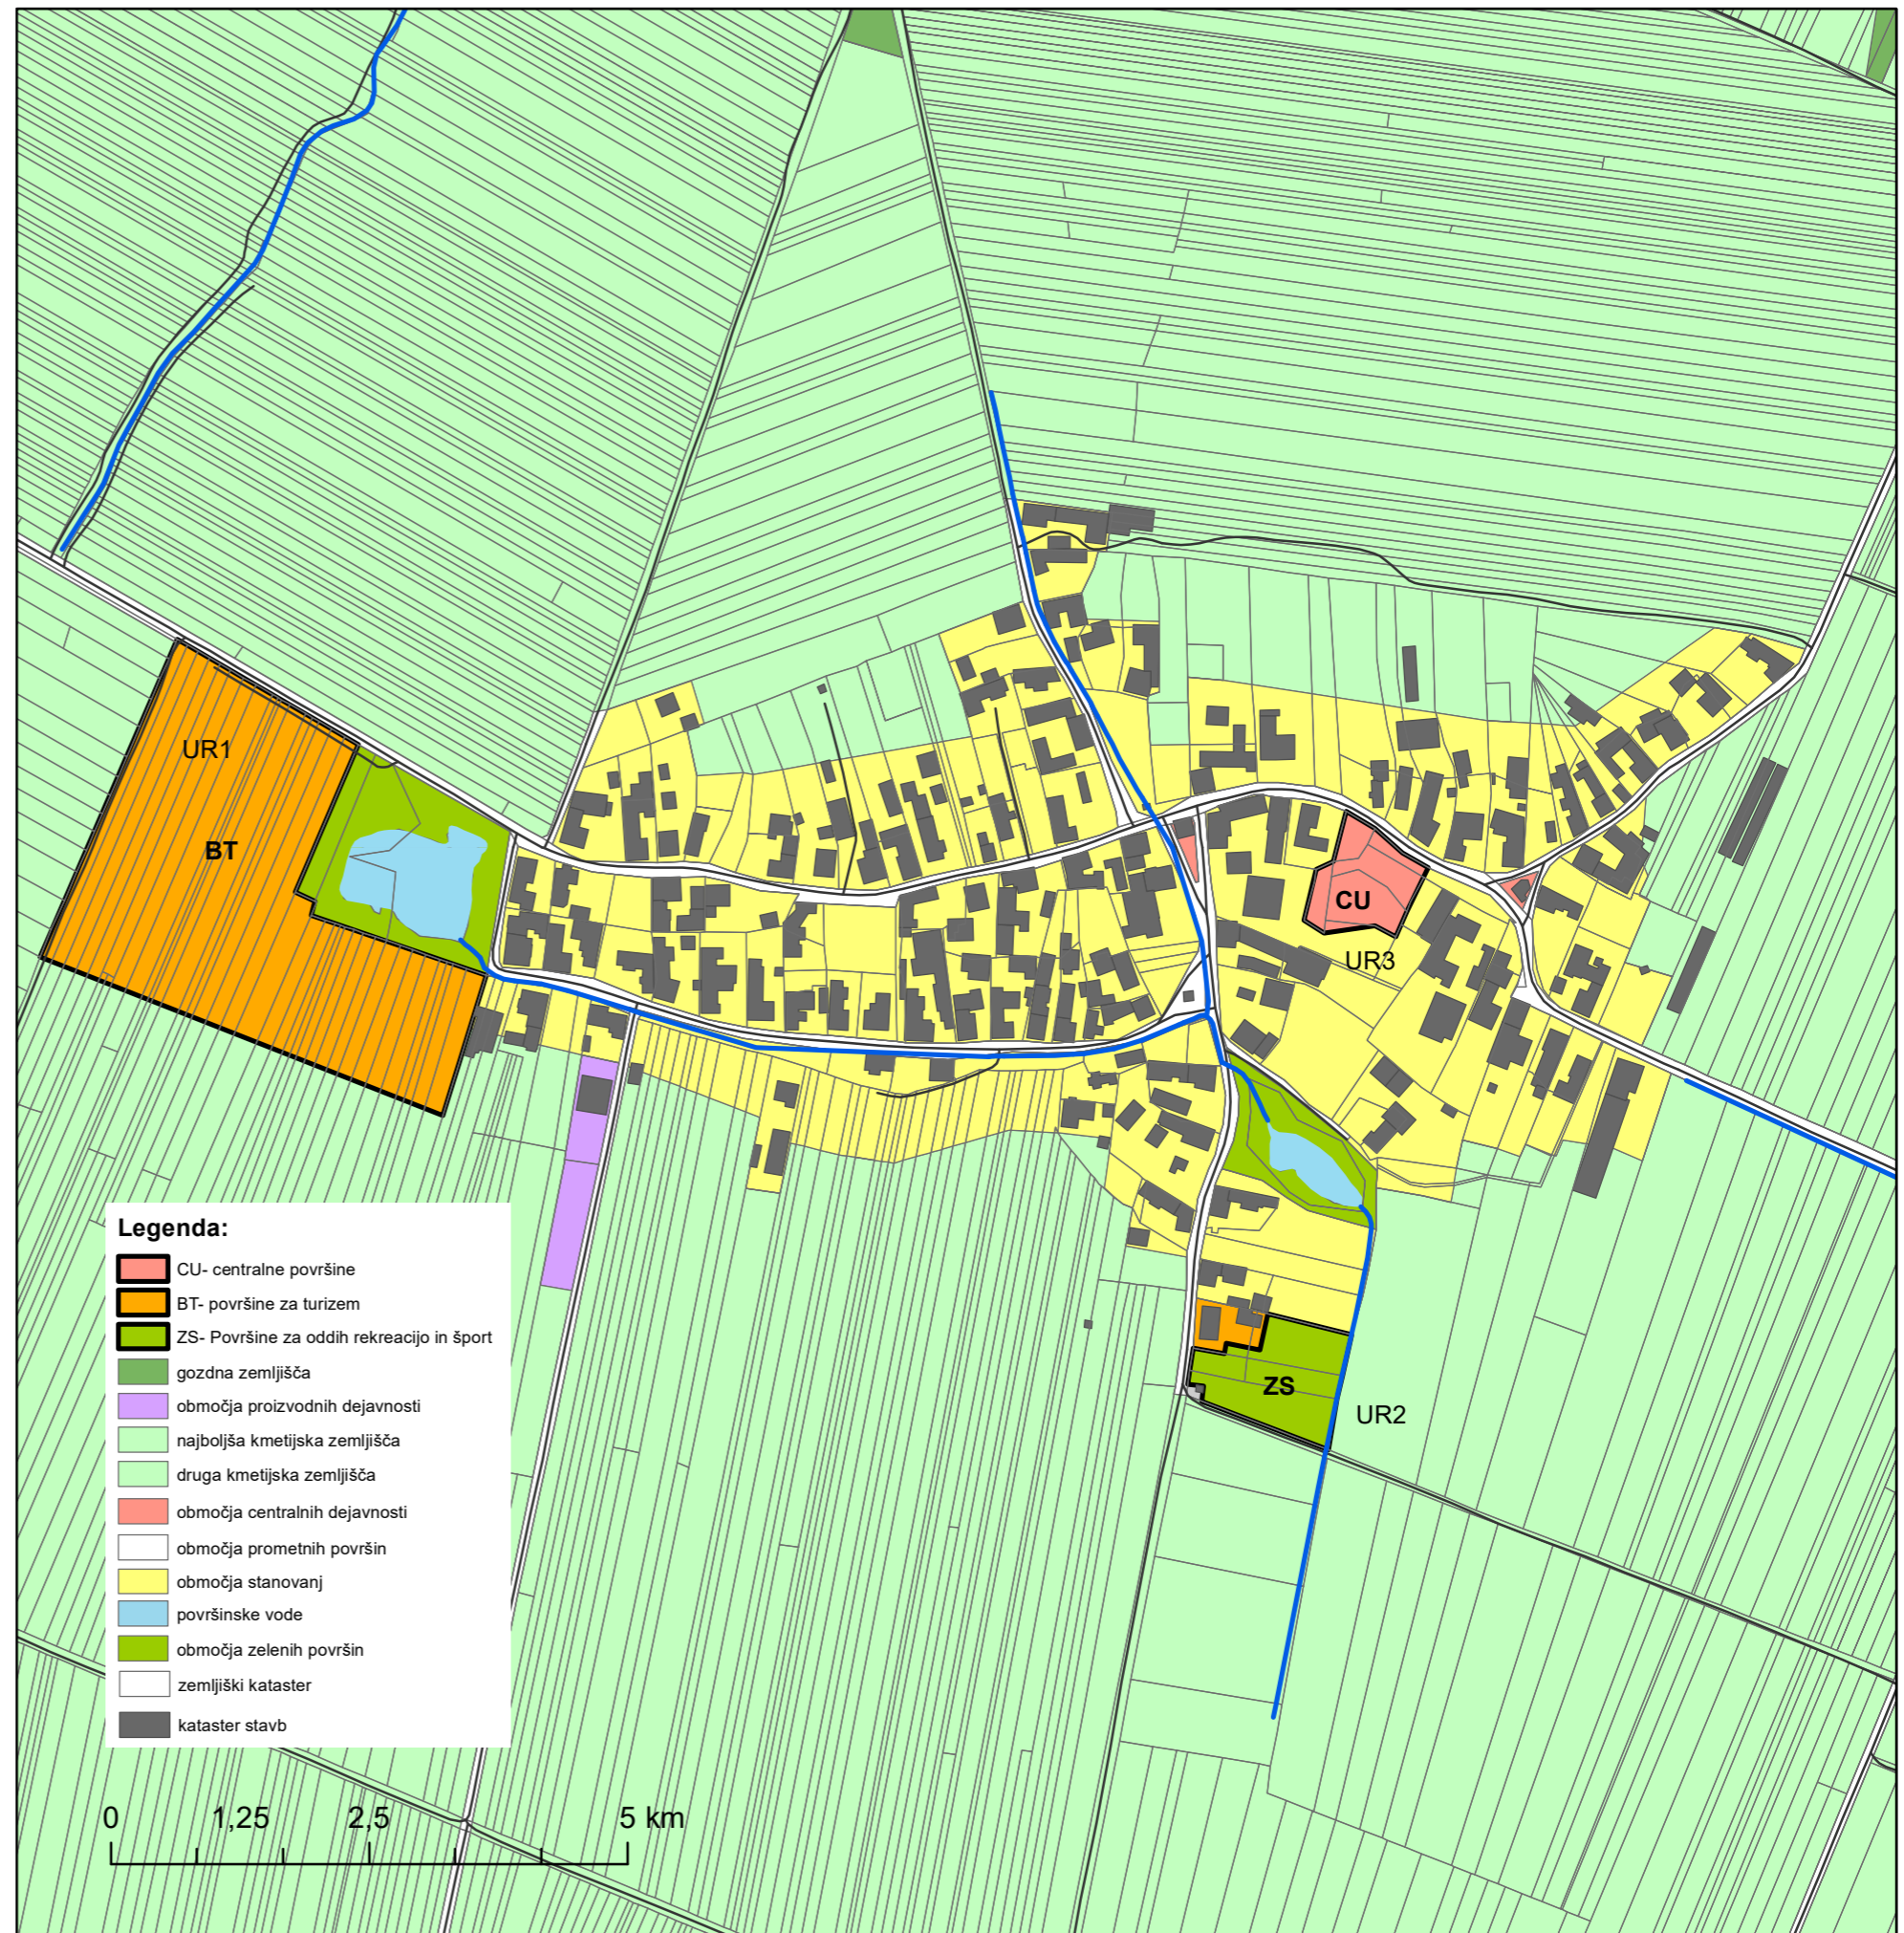 UR1
BT
CU
UR3
ZS
UR2
Legenda:
CU- centralne površine
BT- površine za turizem
ZS- Površine za oddih rekreacijo in šport
gozdna zemljišča
območja proizvodnih dejavnosti
najboljša kmetijska zemljišča
druga kmetijska zemljišča
območja centralnih dejavnosti
območja prometnih površin
območja stanovanj
površinske vode
območja zelenih površin
zemljiški kataster
kataster stavb
0 1,25 2,5 5 km